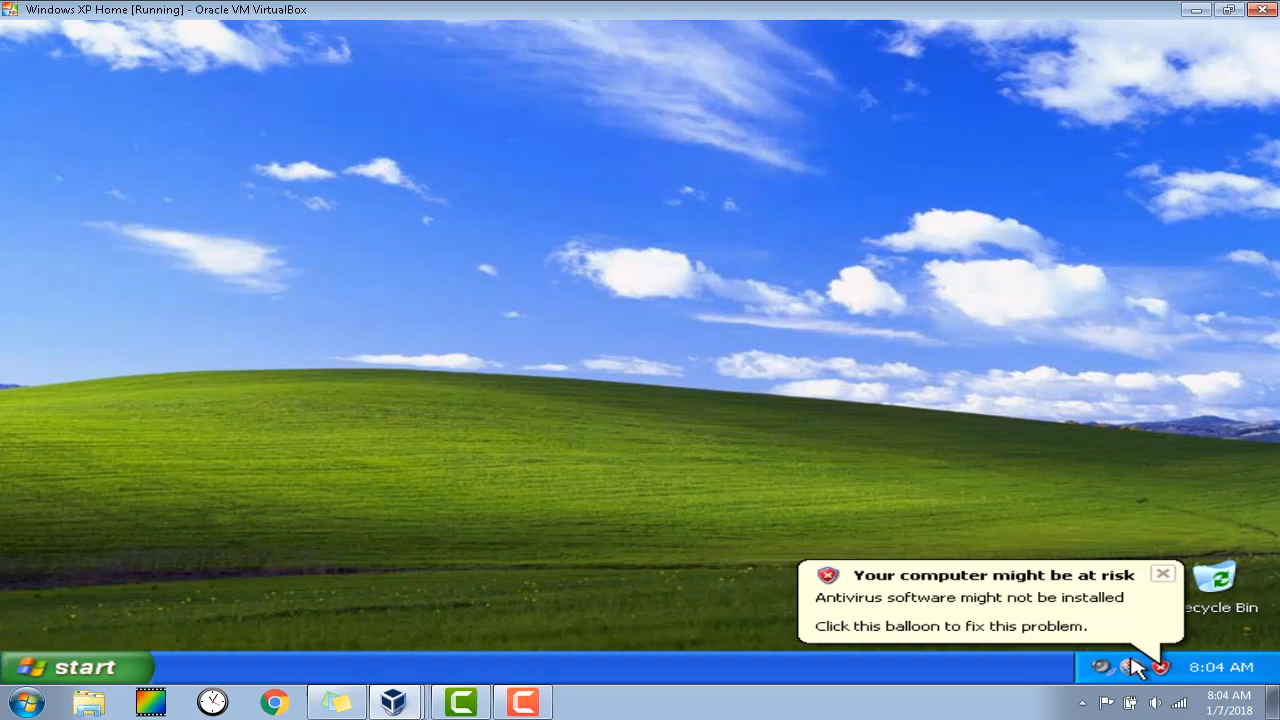 Windows XP Home [Running] - Oracle VM VirtualBox
Your computer might be at risk
Antivirus software might not be installed
Click this balloon to fix this problem.
ecycle Bin
start
8:04 AM
8:04 AM
1/7/2018